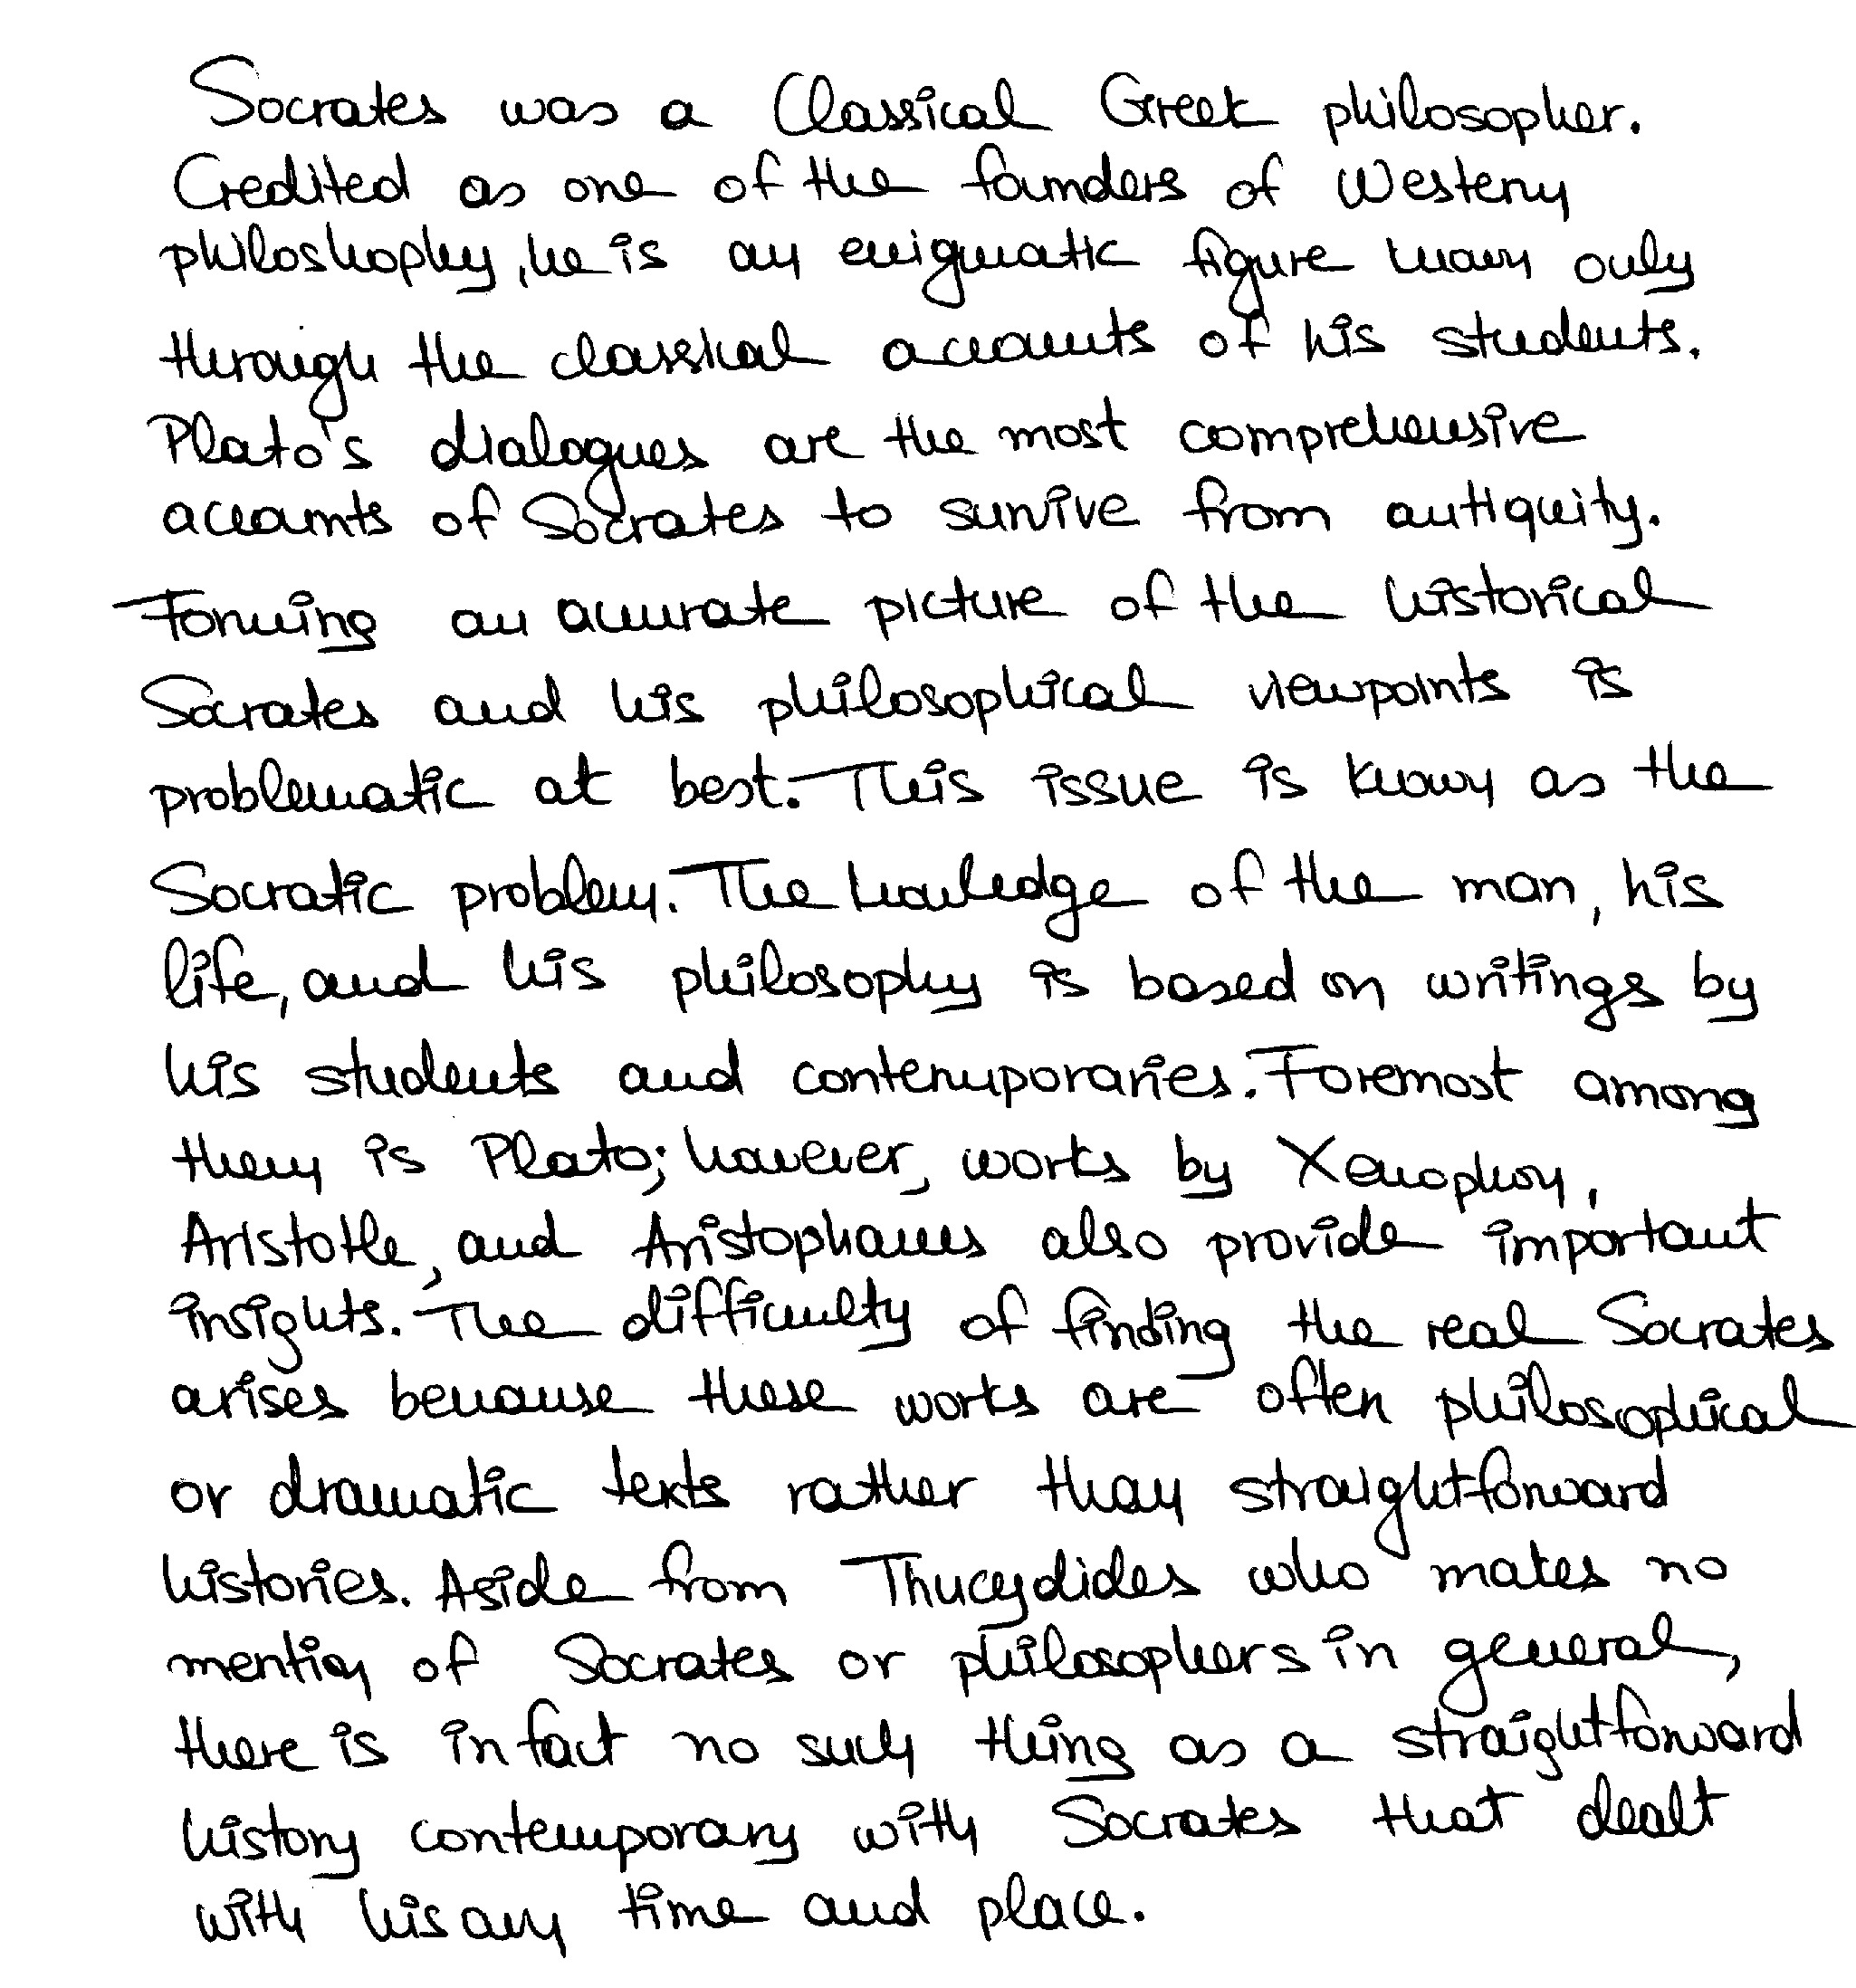 Socrates was a Classical Greek philosopher.
Credited as one of the founders of Western
philoshophy, he is an enigmatic figure known only
through the classical accounts of his students.
Plato's dialogues are the most comprehensive
accounts of Socrates to survive from antiquity.
Forming an accurate picture of the historical
Socrates and his philosophical viewpoints is
problematic at best. This issue is known as the
Socratic problem. The knowledge of the man, his
life, and his philosophy is based on writings by
his students and contemporaries. Foremost among
them is Plato; however, works by Xenophon,
Aristotle, and Aristophanes also provide important
insights. The difficulty of finding the real Socrates
arises because these works are often philosophical
or dramatic texts rather than straightforward
histories. Aside from Thucydides who makes no
mention of Socrates or philosophers in general,
there is in fact no such thing as a straightforward
history contemporary with Socrates that dealt
with his own time and place.